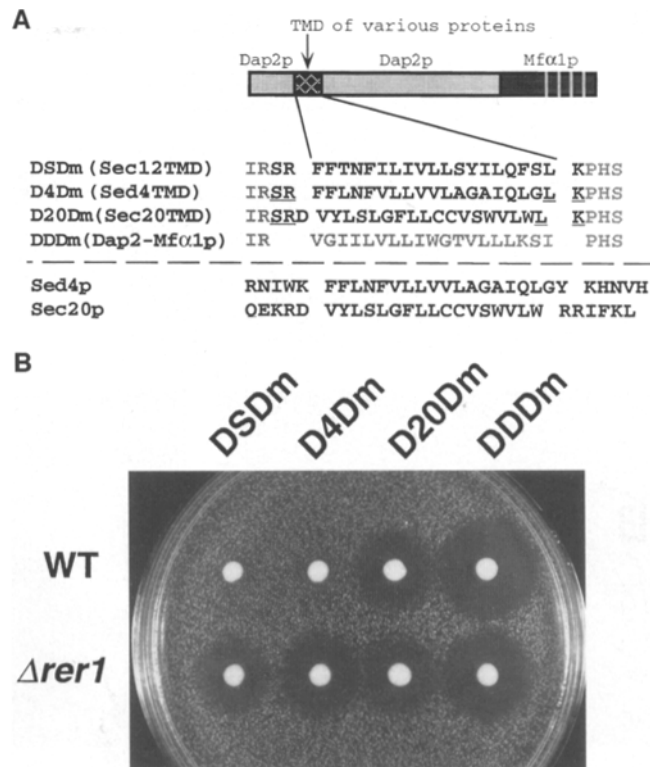 A
TMD of various proteins
Dap2p Dap2p Mfα1p
DSDm (Sec12TMD) IRSR FFTNFILIVLLSYILQFSL KPHS
D4Dm (Sed4TMD) IRSR FFLNFVLLVVLAGAIQLGL KPHS
D20Dm(Sec20TMD) IRSRD VYLSLGFLLCCVSWVLWL KPHS
DDDm(Dap2-Mfα1p) IR VGIILVLLIWGTVLLLKSI PHS
Sed4p RNIWK FFLNFVLLVVLAGAIQLGY KHNVH
Sec20p QEKRD VYLSLGFLLCCVSWVLW RRIFKL
B
DSDm D4Dm D20Dm DDDm
WT
Δrer1